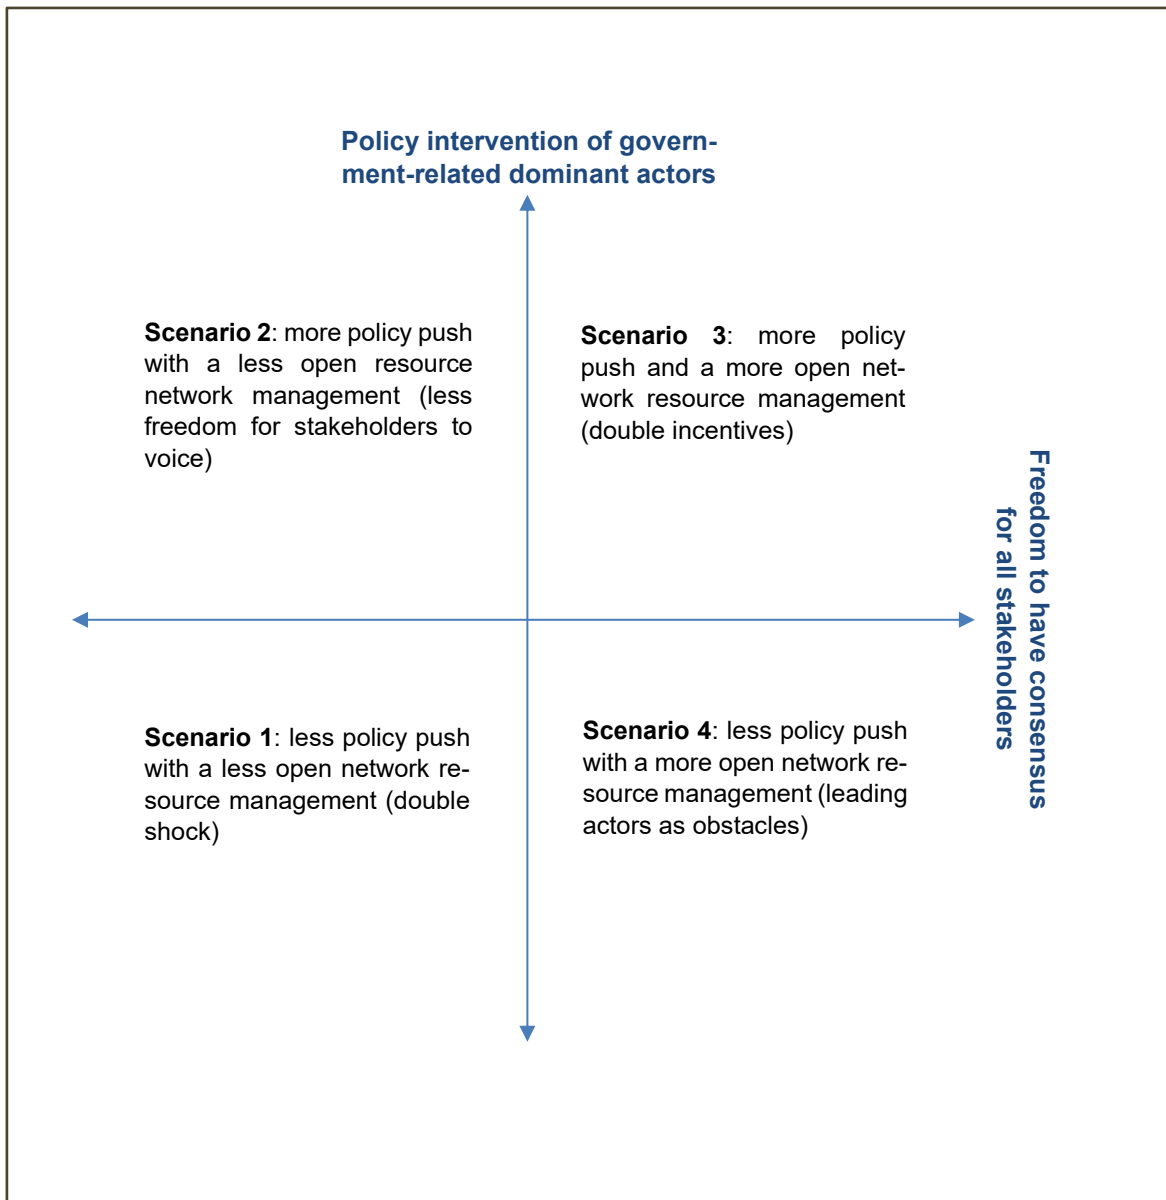 Policy intervention of govern-
ment-related dominant actors
Scenario 2: more policy push
with a less open resource
network management (less
freedom for stakeholders to
voice)
Scenario 3: more policy
push and a more open net-
work resource management
(double incentives)
Freedom to have consensus
for all stakeholders
Scenario 1: less policy push
with a less open network re-
source management (double
shock)
Scenario 4: less policy push
with a more open network re-
source management (leading
actors as obstacles)